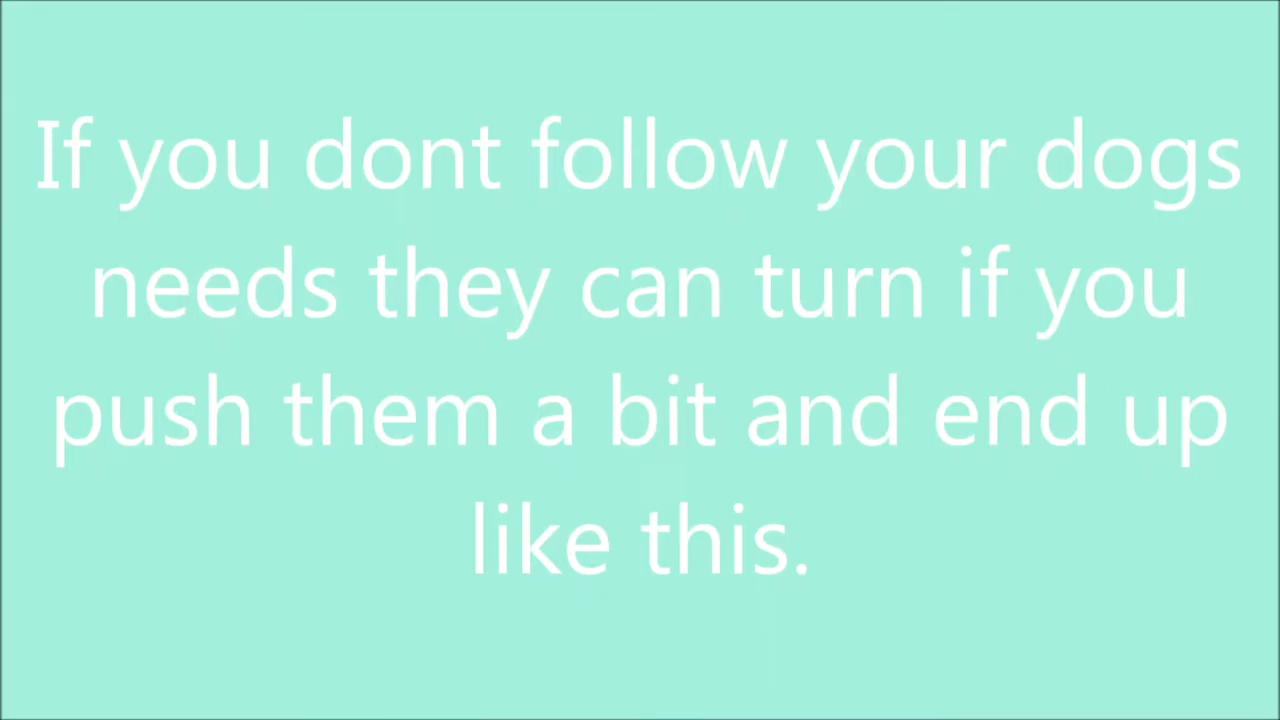 If you dont follow your dogs
needs they can turn if you
push them a bit and end up
like this.